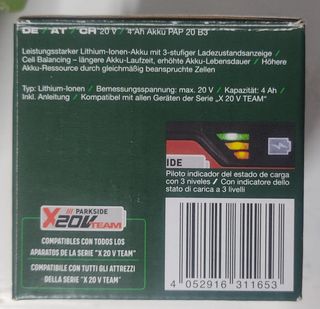 DE / AT / CH 20 V / 4 Ah Akku PAP 20 B3
Leistungsstarker Lithium-Ionen-Akku mit 3-stufiger Ladezustandsanzeige /
Cell Balancing – längere Akku-Laufzeit, erhöhte Akku-Lebensdauer / Höhere
Akku-Ressource durch gleichmäßig beanspruchte Zellen
Typ: Lithium-Ionen / Bemessungsspannung: max. 20 V / Kapazität: 4 Ah /
Inkl. Anleitung / Kompatibel mit allen Geräten der Serie "X 20 V TEAM"
IDE
Piloto indicador del estado de carga
con 3 niveles / Con indicatore dello
stato di carica a 3 livelli
/// PARKSIDE
X20V TEAM
COMPATIBLES CON TODOS LOS
APARATOS DE LA SERIE "X 20 V TEAM"
COMPATIBILE CON TUTTI GLI ATTREZZI
DELLA SERIE "X 20 V TEAM"
4 052916 311653